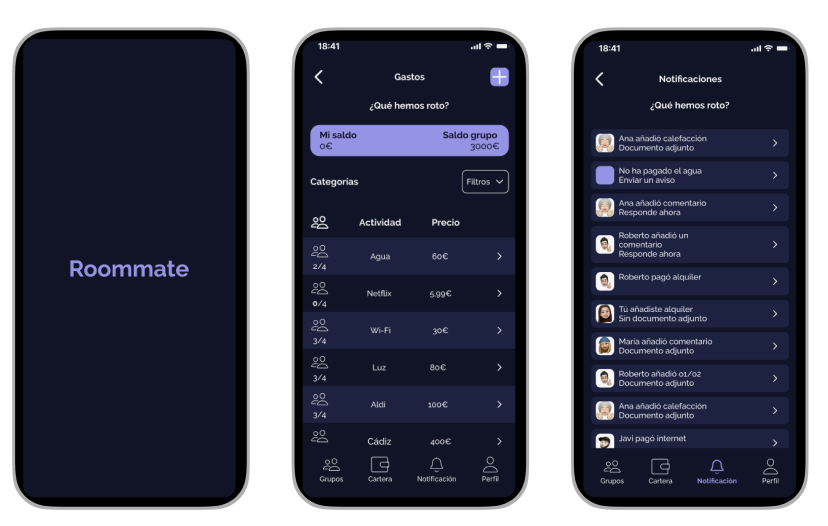 Roommate
18:41
Gastos
¿Qué hemos roto?
Mi saldo Saldo grupo
0€ 3000€
Categorías Filtros
Actividad Precio
2/4 Agua 60€
0/4 Netflix 5.99€
3/4 Wi-Fi 30€
3/4 Luz 80€
3/4 Aldi 100€
Cádiz 400€
Grupos Cartera Notificación Perfil
18:41
Notificaciones
¿Qué hemos roto?
Ana añadió calefacción
Documento adjunto
No ha pagado el agua
Enviar un aviso
Ana añadió comentario
Responde ahora
Roberto añadió un
comentario
Responde ahora
Roberto pagó alquiler
Tú añadiste alquiler
Sin documento adjunto
Maria añadió comentario
Documento adjunto
Roberto añadió 01/02
Documento adjunto
Ana añadió calefacción
Documento adjunto
Javi pagó internet
Grupos Cartera Notificación Perfil